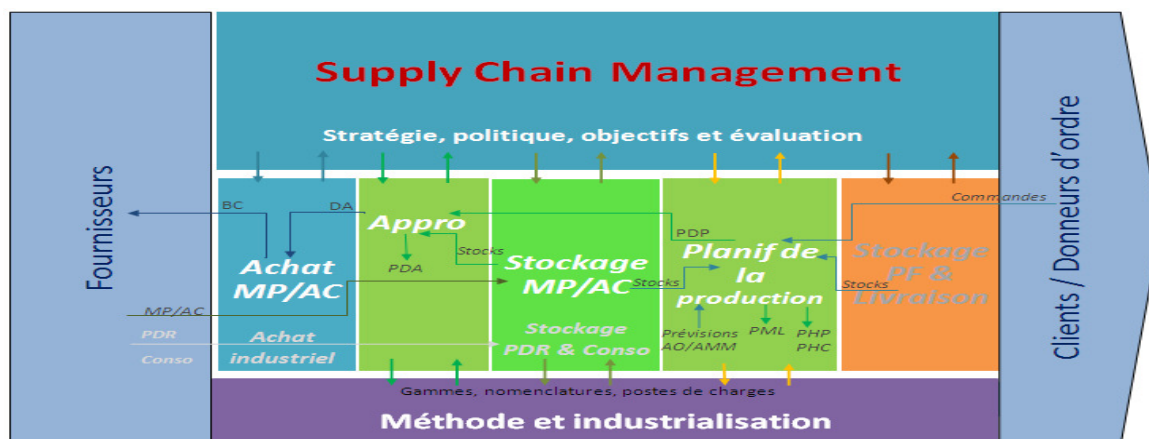 Supply Chain Management
Stratégie, politique, objectifs et évaluation
Fournisseurs
BC
DA
Achat
MP/AC
MP/AC
PDR
Conso
Achat
industriel
Appro
PDA
Stocks
Stockage
MP/AC
Stocks
Stockage
PDR & Conso
PDP
Planif de
la
production
Prévisions
AO/AMM
PML
PHP
PHC
Commandes
Stockage
PF &
Livraison
Stocks
Clients / Donneurs d'ordre
Gammes, nomenclatures, postes de charges
Méthode et industrialisation